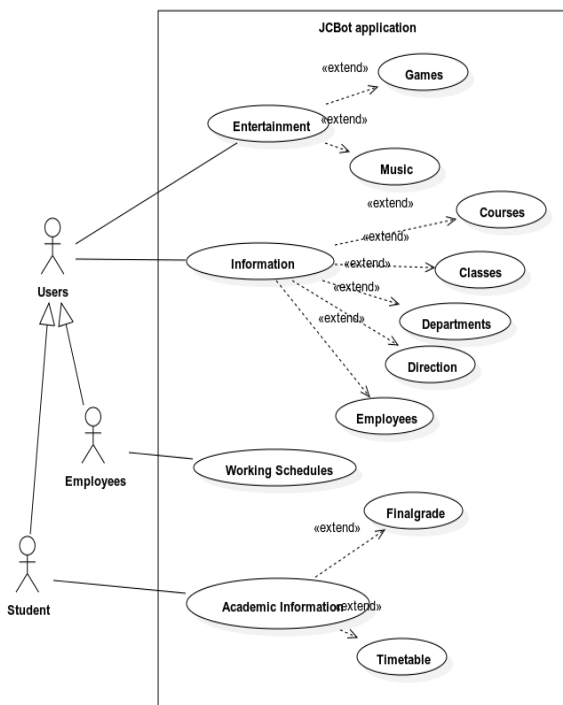 JCBot application
«extend»
Games
Entertainment
«extend»
Music
«extend»
Courses
«extend»
Users
Information
«extend»
Classes
«extend»
Departments
«extend»
Direction
Employees
Employees
Working Schedules
Finalgrade
«extend»
Student
Academic Information
«extend»
Timetable